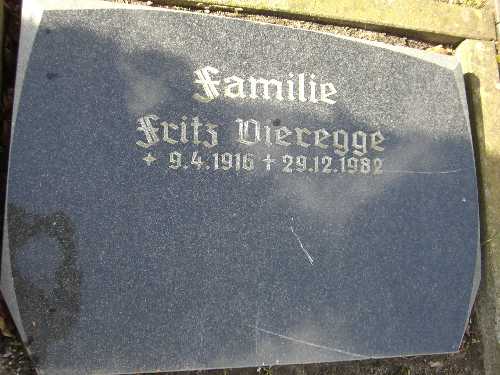 Familie
Fritz Vieregge
+ 9.4.1916 + 29.12.1982